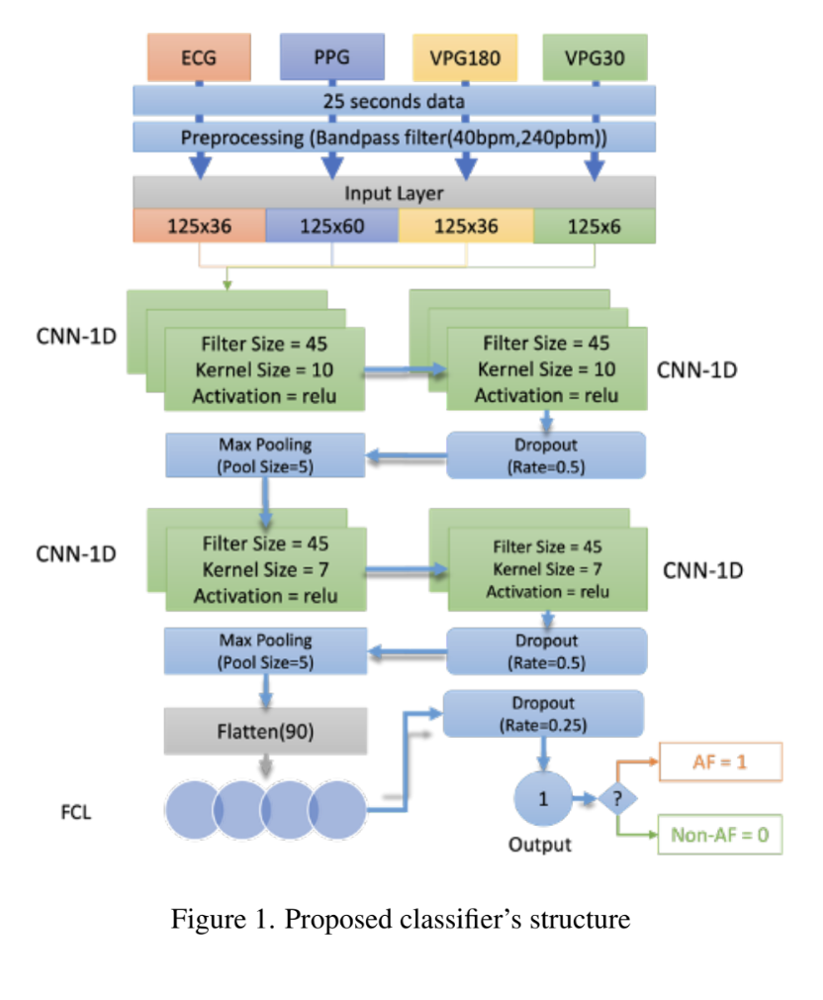 ECG
PPG
VPG180
VPG30
25 seconds data
Preprocessing (Bandpass filter(40bpm,240pbm))
Input Layer
125x36
125x60
125x36
125x6
CNN-1D
Filter Size = 45
Kernel Size = 10
Activation = relu
Filter Size = 45
Kernel Size = 10
Activation = relu
CNN-1D
Max Pooling
(Pool Size=5)
Dropout
(Rate=0.5)
CNN-1D
Filter Size = 45
Kernel Size = 7
Activation = relu
Filter Size = 45
Kernel Size = 7
Activation = relu
CNN-1D
Max Pooling
(Pool Size=5)
Dropout
(Rate=0.5)
Flatten(90)
Dropout
(Rate=0.25)
FCL
1
?
AF = 1
Non-AF = 0
Output
Figure 1. Proposed classifier's structure